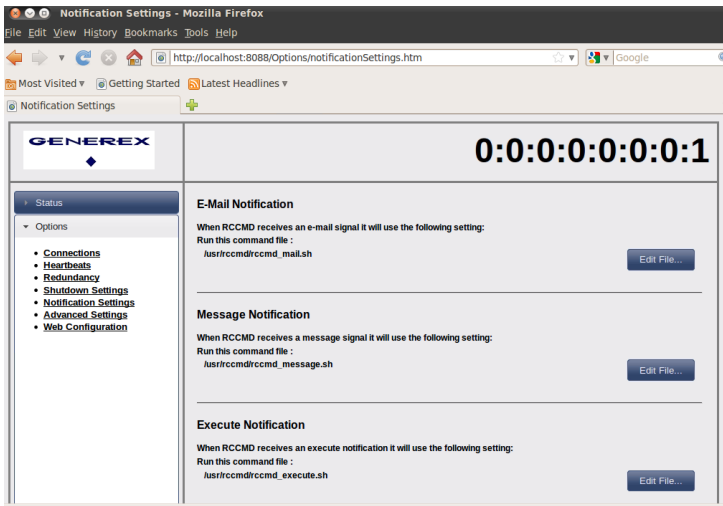 Notification Settings - Mozilla Firefox
File Edit View History Bookmarks Tools Help
http://localhost:8088/Options/notificationSettings.htm
Google
Most Visited Getting Started Latest Headlines
Notification Settings
GENEREX
0:0:0:0:0:0:0:1
Status
Options
Connections
Heartbeats
Redundancy
Shutdown Settings
Notification Settings
Advanced Settings
Web Configuration
E-Mail Notification
When RCCMD receives an e-mail signal it will use the following setting:
Run this command file :
/usr/rccmd/rccmd_mail.sh
Edit File...
Message Notification
When RCCMD receives a message signal it will use the following setting:
Run this command file :
/usr/rccmd/rccmd_message.sh
Edit File...
Execute Notification
When RCCMD receives an execute notification it will use the following setting:
Run this command file :
/usr/rccmd/rccmd_execute.sh
Edit File...